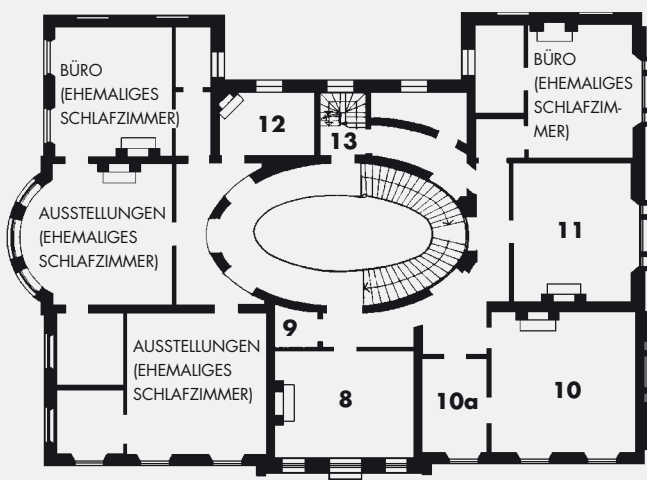 BÜRO
(EHEMALIGES
SCHLAFZIMMER)
BÜRO
(EHEMALIGES
SCHLAFZIM-
MER)
12
13
AUSSTELLUNGEN
(EHEMALIGES
SCHLAFZIMMER)
11
9
AUSSTELLUNGEN
(EHEMALIGES
SCHLAFZIMMER)
8
10a
10